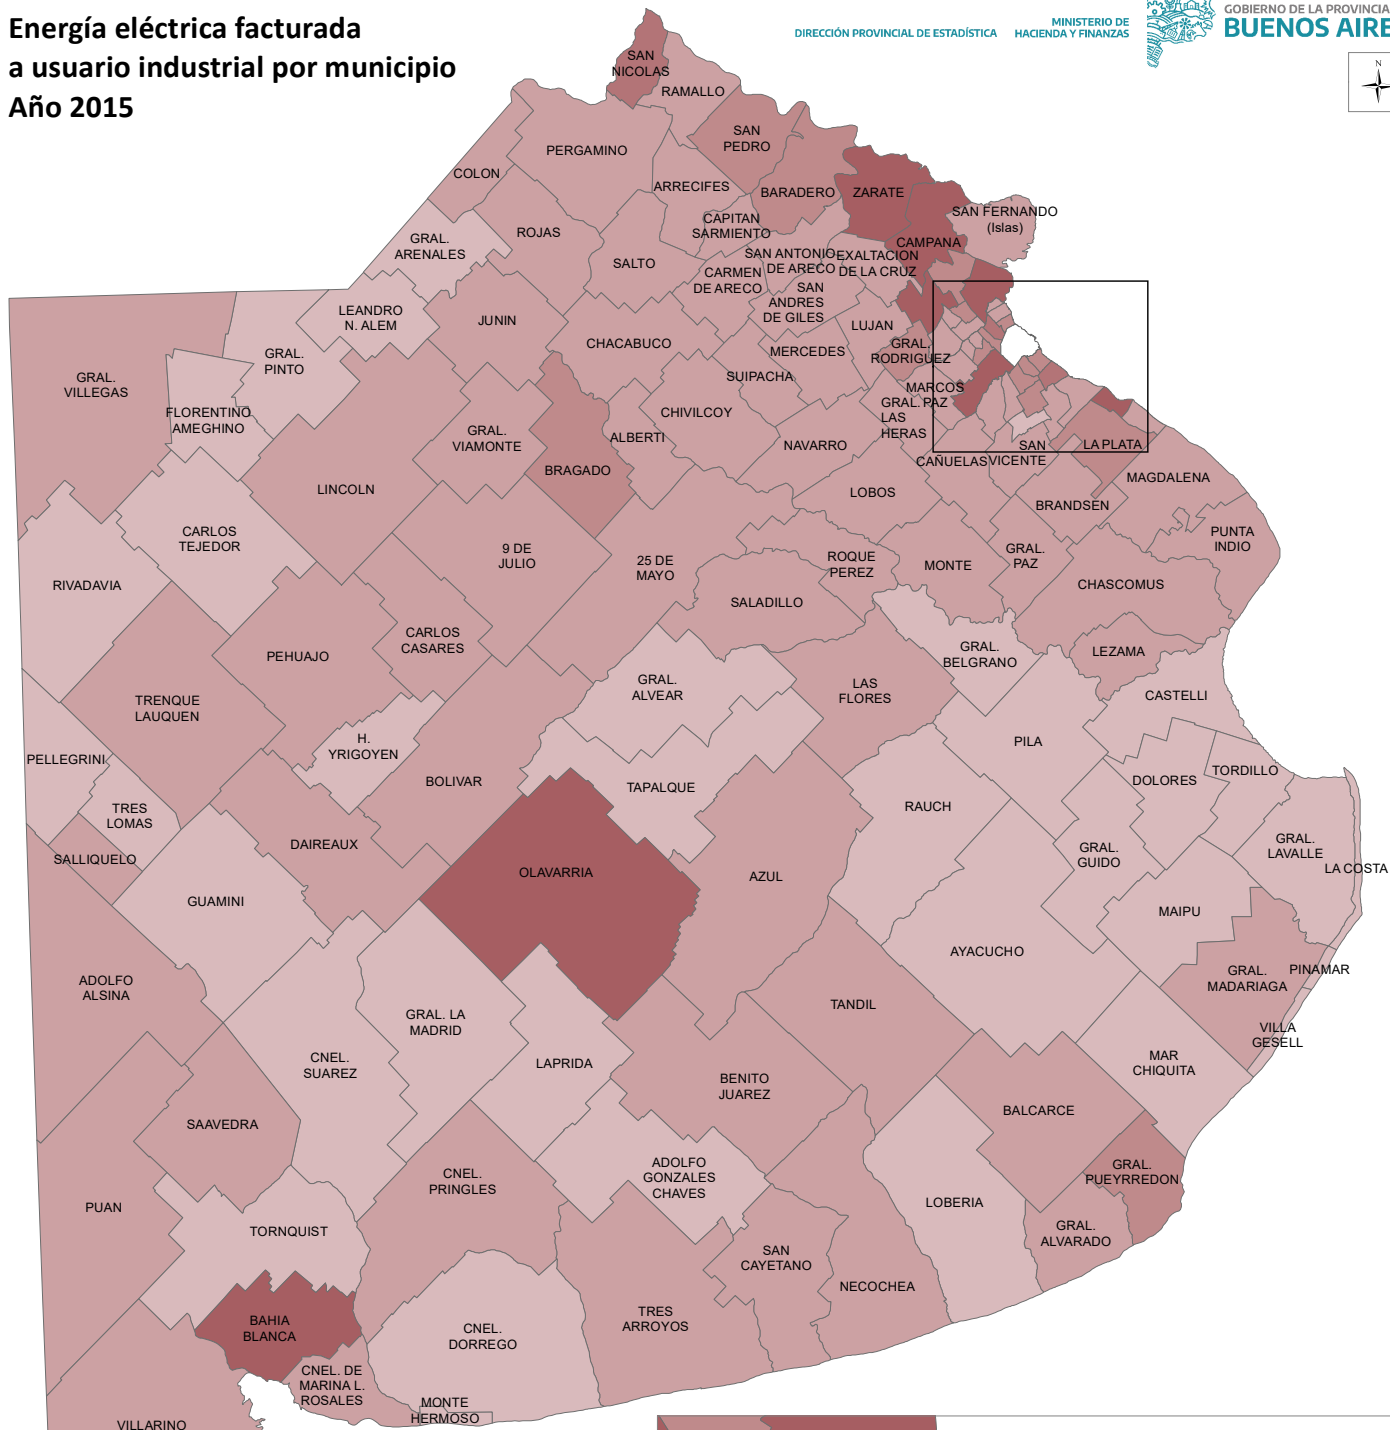 Energía eléctrica facturada
a usuario industrial por municipio
Año 2015
DIRECCIÓN PROVINCIAL DE ESTADÍSTICA
MINISTERIO DE
HACIENDA Y FINANZAS
GOBIERNO DE LA PROVINCIA
BUENOS AIRE
N
SAN
NICOLAS
RAMALLO
SAN
PEDRO
PERGAMINO
COLON
ARRECIFES
BARADERO
ZARATE
SAN FERNANDO
(Islas)
CAPITAN
SARMIENTO
ROJAS
GRAL.
ARENALES
CAMPANA
SALTO
SAN ANTONIO
DE ARECO
EXALTACION
DE LA CRUZ
CARMEN
DE ARECO
SAN
ANDRES
DE GILES
LEANDRO
N. ALEM
JUNIN
LUJAN
CHACABUCO
MERCEDES
GRAL.
RODRIGUEZ
GRAL.
PINTO
GRAL.
VILLEGAS
SUIPACHA
MARCOS
PAZ
GRAL.
LAS
HERAS
FLORENTINO
AMEGHINO
CHIVILCOY
GRAL.
VIAMONTE
ALBERTI
NAVARRO
SAN
VICENTE
LA PLATA
CAÑUELAS
BRAGADO
MAGDALENA
LINCOLN
LOBOS
BRANDSEN
CARLOS
TEJEDOR
PUNTA
INDIO
9 DE
JULIO
25 DE
MAYO
ROQUE
PEREZ
MONTE
GRAL.
PAZ
RIVADAVIA
CHASCOMUS
SALADILLO
CARLOS
CASARES
PEHUAJO
GRAL.
BELGRANO
LEZAMA
GRAL.
ALVEAR
LAS
FLORES
CASTELLI
TRENQUE
LAUQUEN
H.
YRIGOYEN
PILA
PELLEGRINI
BOLIVAR
TAPALQUE
DOLORES
TORDILLO
RAUCH
TRES
LOMAS
DAIREAUX
GRAL.
GUIDO
GRAL.
LAVALLE
SALLIQUELO
LA COSTA
OLAVARRIA
AZUL
GUAMINI
MAIPU
AYACUCHO
ADOLFO
ALSINA
GRAL.
MADARIAGA
PINAMAR
TANDIL
GRAL. LA
MADRID
VILLA
GESELL
CNEL.
SUAREZ
LAPRIDA
MAR
CHIQUITA
BENITO
JUAREZ
BALCARCE
SAAVEDRA
ADOLFO
GONZALES
CHAVES
GRAL.
PUEYRREDON
CNEL.
PRINGLES
PUAN
LOBERIA
TORNQUIST
GRAL.
ALVARADO
SAN
CAYETANO
NECOCHEA
BAHIA
BLANCA
TRES
ARROYOS
CNEL.
DORREGO
CNEL. DE
MARINA L.
ROSALES
MONTE
HERMOSO
VILLARINO